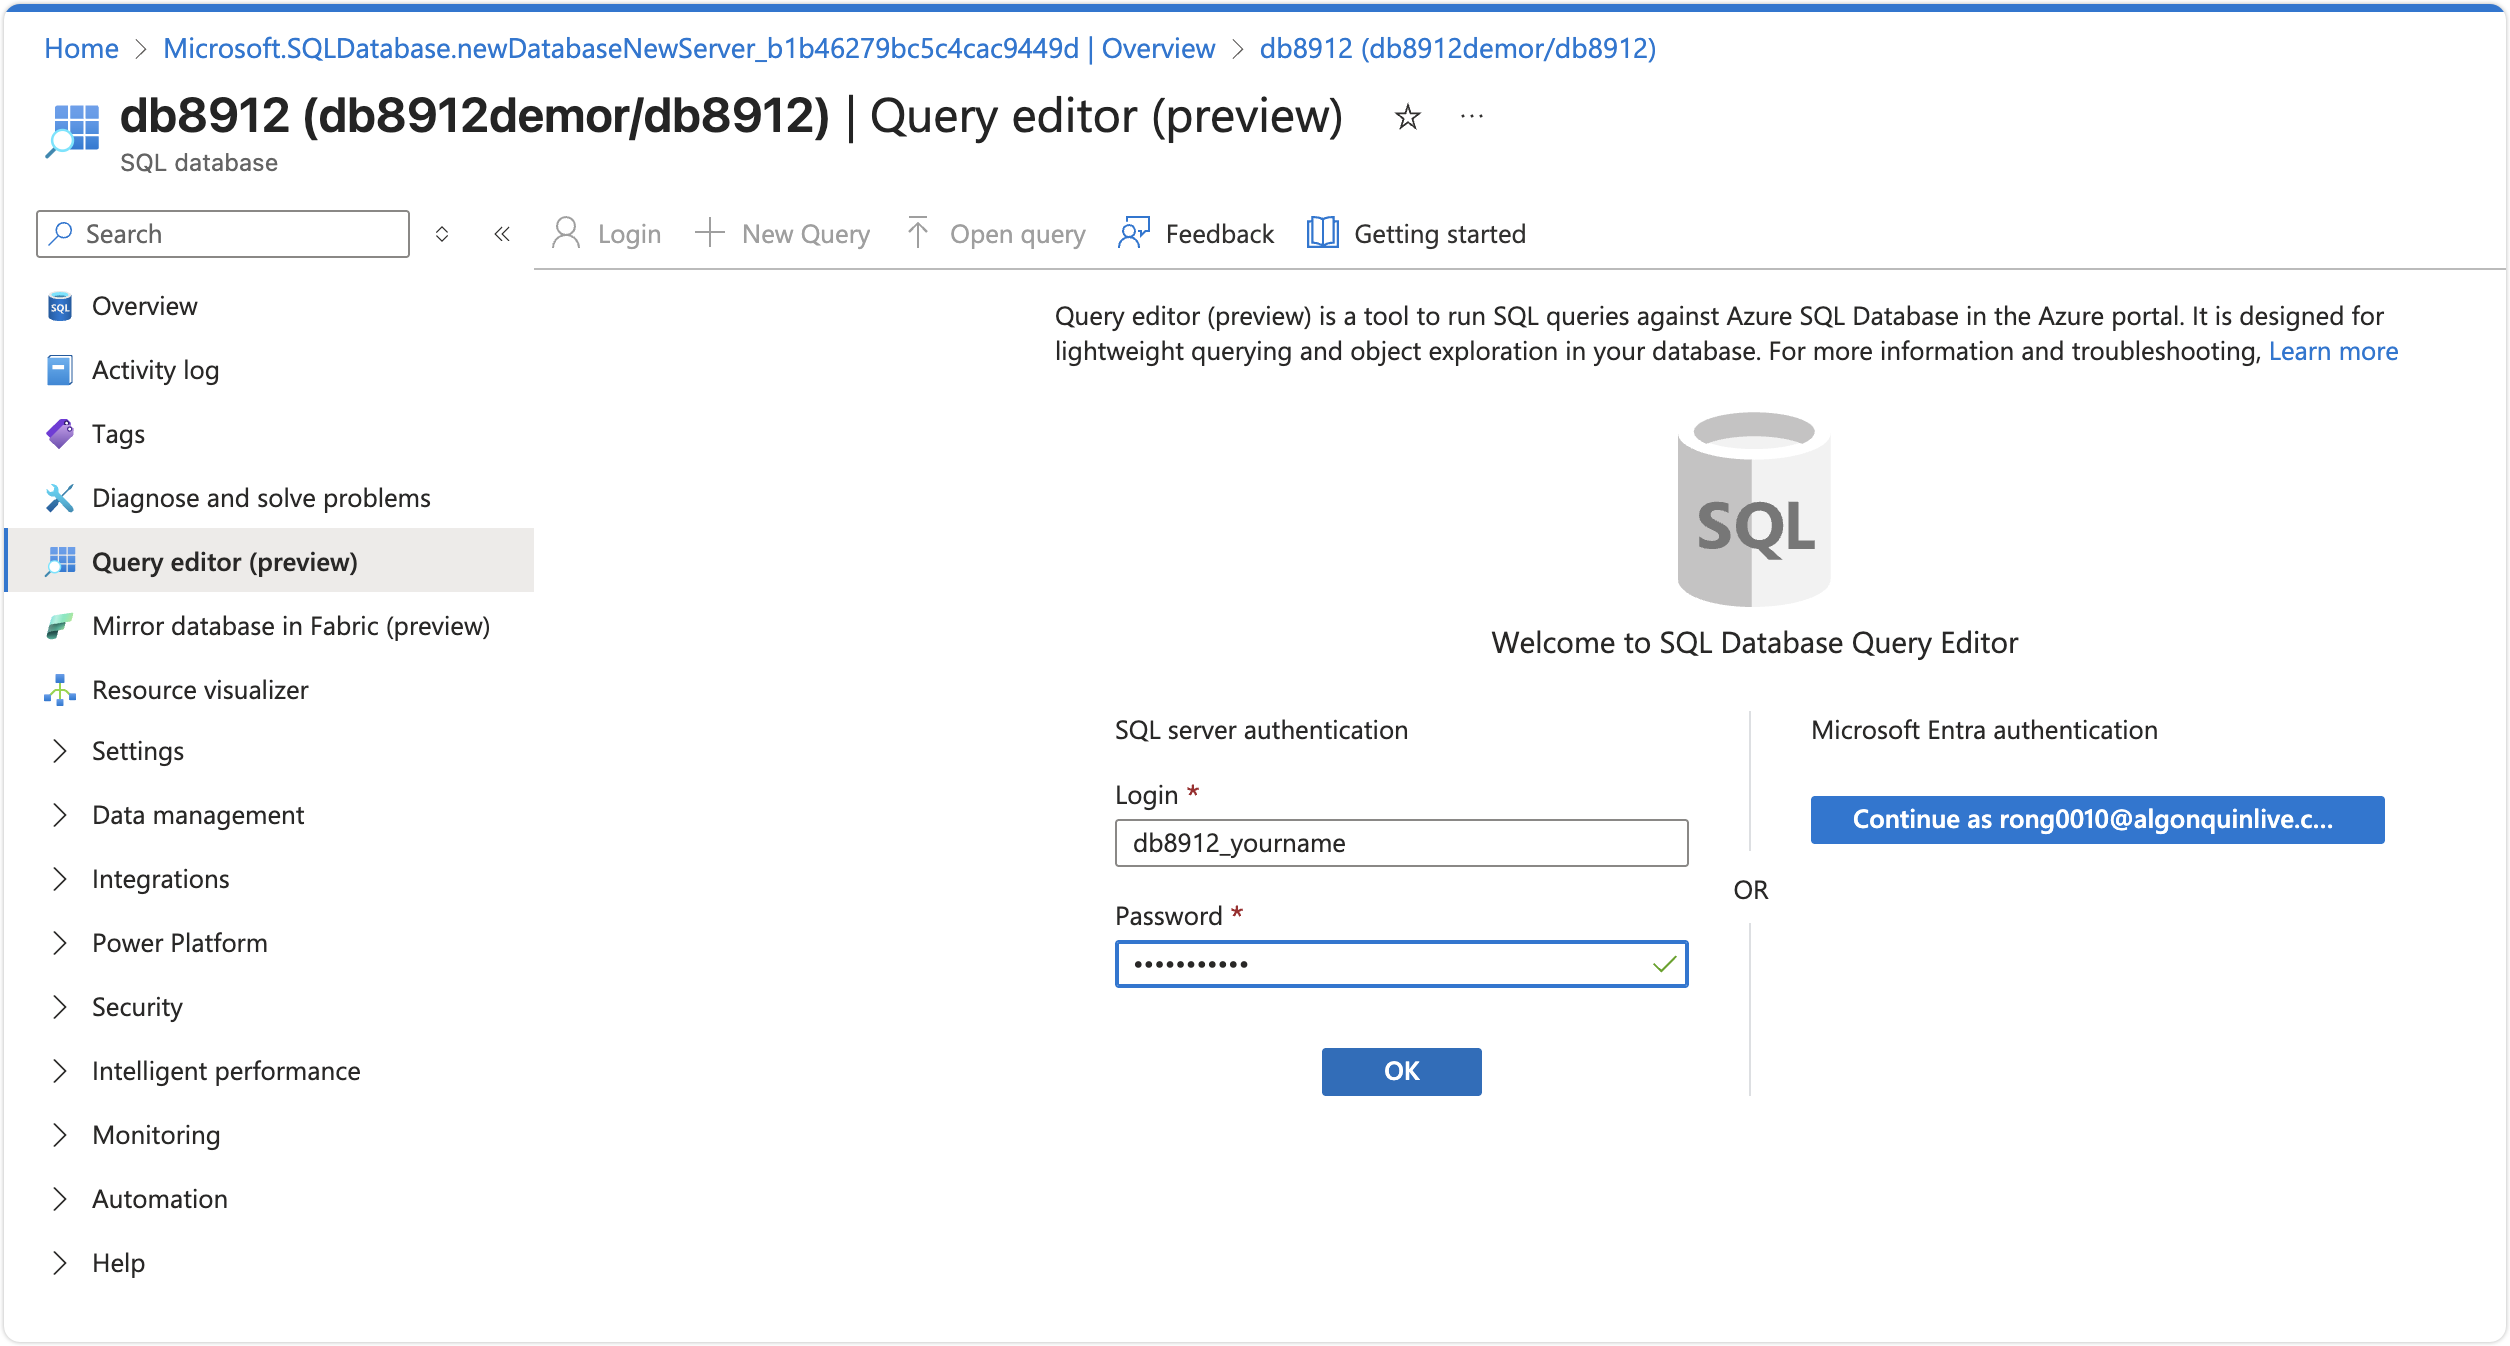 Home > Microsoft.SQLDatabase.newDatabaseNewServer_b1b46279bc5c4cac9449d | Overview > db8912 (db8912demor/db8912)
db8912 (db8912demor/db8912) | Query editor (preview) ☆ ...
SQL database
Search
Login
New Query
Open query
Feedback
Getting started
SQL
Overview
Activity log
Tags
Diagnose and solve problems
Query editor (preview)
Mirror database in Fabric (preview)
Resource visualizer
Settings
Data management
Integrations
Power Platform
Security
Intelligent performance
Monitoring
Automation
Help
Query editor (preview) is a tool to run SQL queries against Azure SQL Database in the Azure portal. It is designed for
lightweight querying and object exploration in your database. For more information and troubleshooting, Learn more
SQL
Welcome to SQL Database Query Editor
SQL server authentication
Login *
db8912_yourname
Password *
•••••••••••
OK
OR
Microsoft Entra authentication
Continue as rong0010@algonquinlive.c...